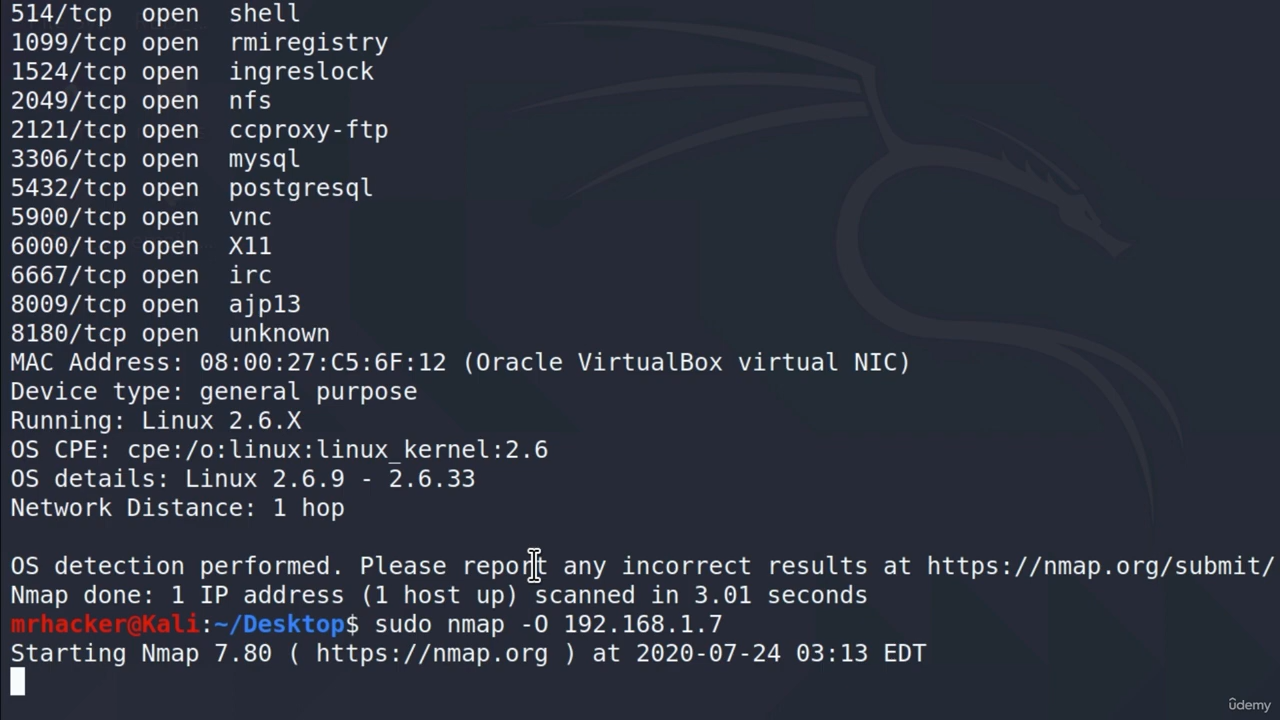 514/tcp  open  shell
1099/tcp open  rmiregistry
1524/tcp open  ingreslock
2049/tcp open  nfs
2121/tcp open  ccproxy-ftp
3306/tcp open  mysql
5432/tcp open  postgresql
5900/tcp open  vnc
6000/tcp open  X11
6667/tcp open  irc
8009/tcp open  ajp13
8180/tcp open  unknown
MAC Address: 08:00:27:C5:6F:12 (Oracle VirtualBox virtual NIC)
Device type: general purpose
Running: Linux 2.6.X
OS CPE: cpe:/o:linux:linux_kernel:2.6
OS details: Linux 2.6.9 - 2.6.33
Network Distance: 1 hop
OS detection performed. Please report any incorrect results at https://nmap.org/submit/
Nmap done: 1 IP address (1 host up) scanned in 3.01 seconds
mrhacker@Kali:~/Desktop$ sudo nmap -O 192.168.1.7
Starting Nmap 7.80 ( https://nmap.org ) at 2020-07-24 03:13 EDT
ûdemy